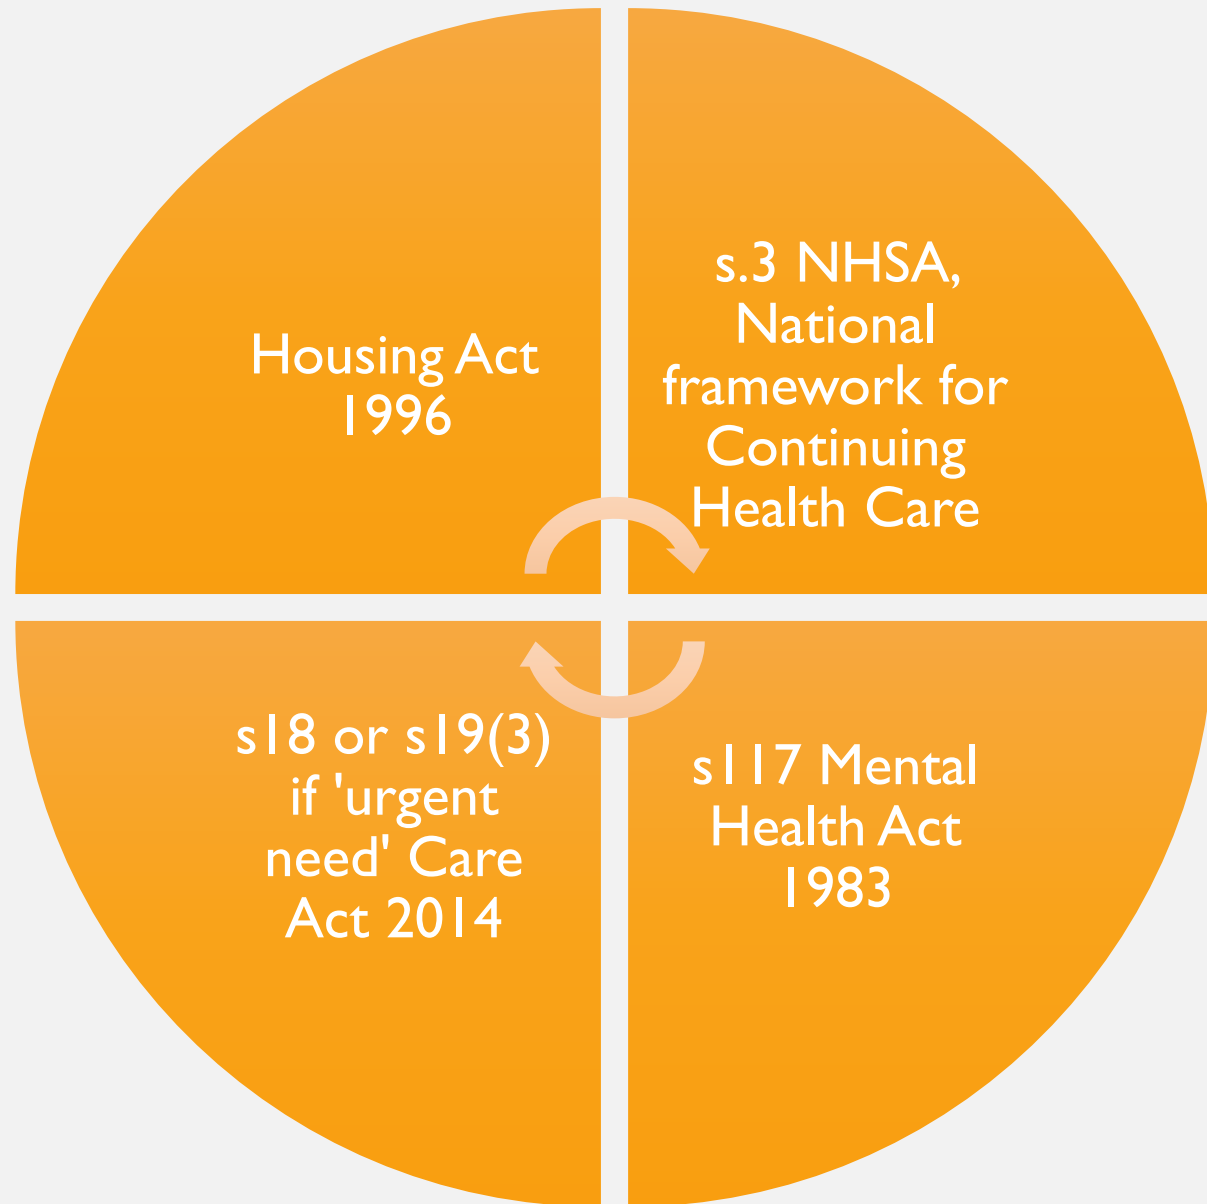 Housing Act
1996
s.3 NHSA,
National
framework for
Continuing
Health Care
s18 or s19(3)
if 'urgent
need' Care
Act 2014
s117 Mental
Health Act
1983